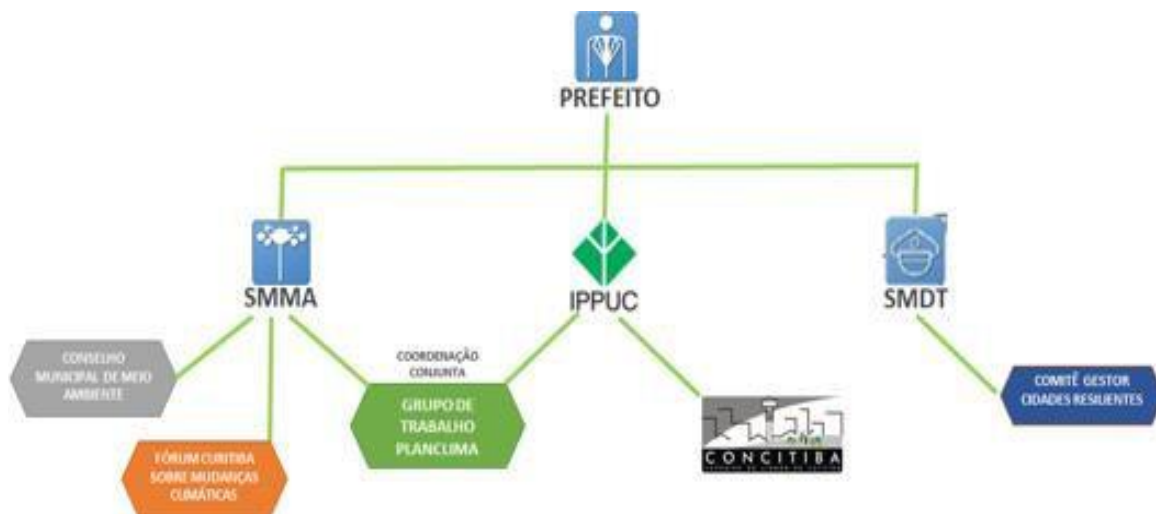 PREFEITO
SMMA
IPPUC
SMDT
CONSELHO
MUNICIPAL DE MEIO
AMBIENTE
COORDENAÇÃO
CONJUNTA
GRUPO DE
TRABALHO
PLANCLIMA
FÓRUM CURITIBA
SOBRE MUDANÇAS
CLIMÁTICAS
CONCITIBA
COMITÊ GESTOR
CIDADES RESILIENTES